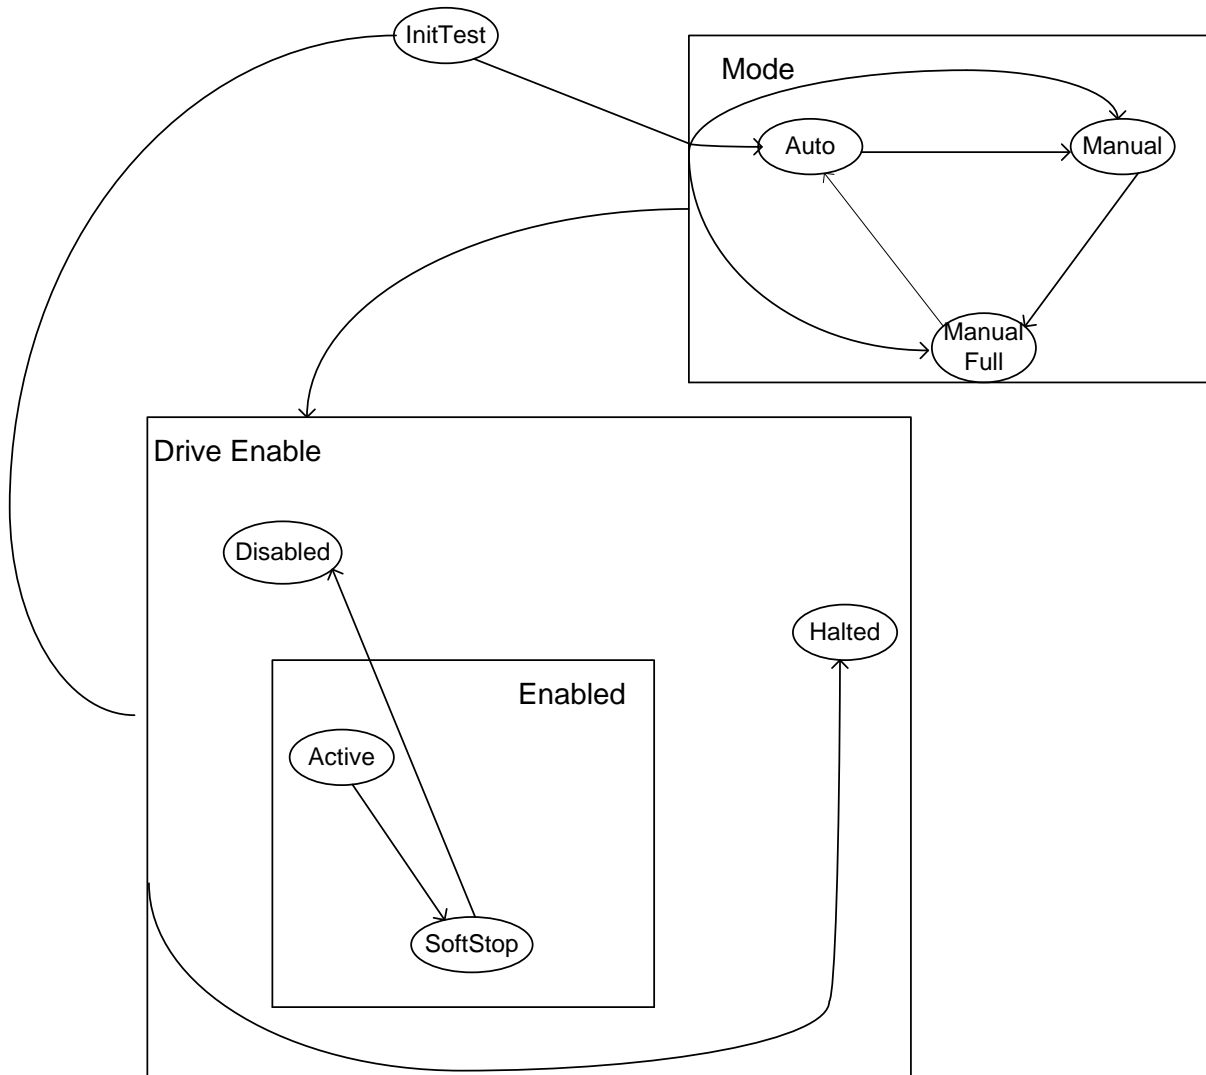 InitTest
Mode
Auto
Manual
Manual
Full
Drive Enable
Disabled
Halted
Enabled
Active
SoftStop